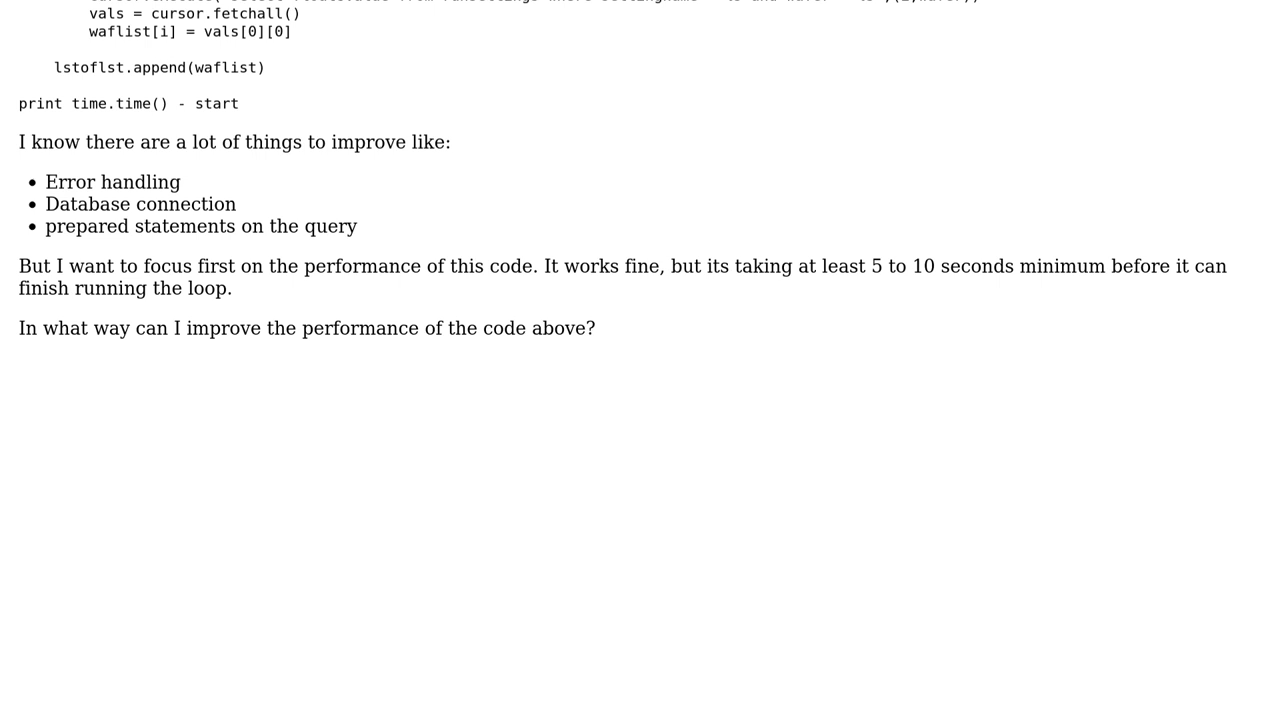 vals = cursor.fetchall()
waflist[i] = vals[0][0]
lstoflst.append(waflist)
print time.time() - start
I know there are a lot of things to improve like:
• Error handling
• Database connection
• prepared statements on the query
But I want to focus first on the performance of this code. It works fine, but its taking at least 5 to 10 seconds minimum before it can
finish running the loop.
In what way can I improve the performance of the code above?